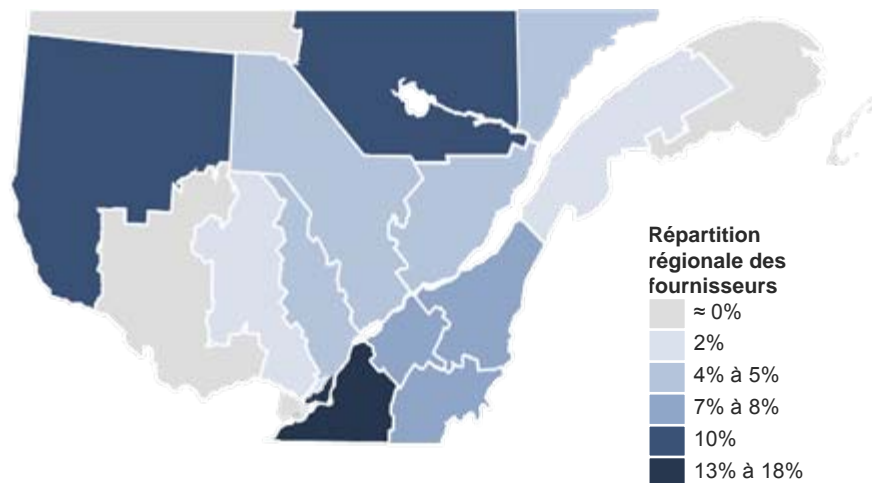 Répartition
régionale des
fournisseurs
≈ 0%
2%
4% à 5%
7% à 8%
10%
13% à 18%